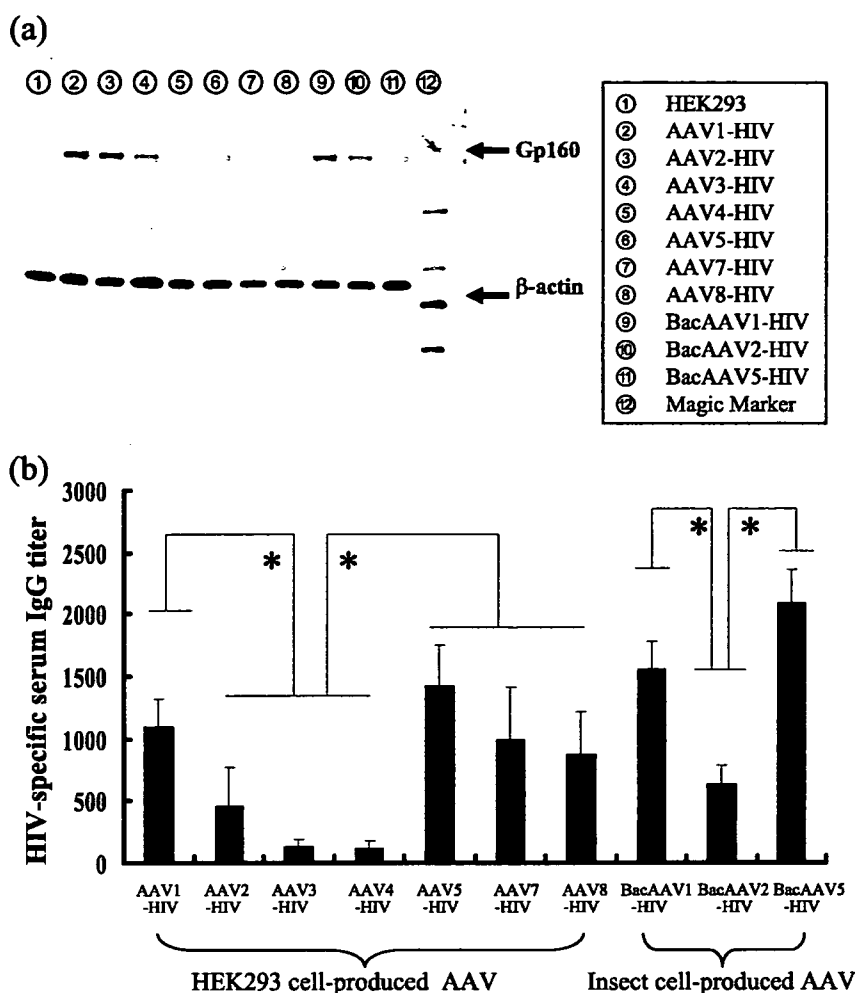 (a)
① ② ③ ④ ⑤ ⑥ ⑦ ⑧ ⑨ ⑩ ⑪ ⑫
Gp160
β-actin
① HEK293
② AAV1-HIV
③ AAV2-HIV
④ AAV3-HIV
⑤ AAV4-HIV
⑥ AAV5-HIV
⑦ AAV7-HIV
⑧ AAV8-HIV
⑨ BacAAV1-HIV
⑩ BacAAV2-HIV
⑪ BacAAV5-HIV
⑫ Magic Marker
(b)
HIV-specific serum IgG titer
3000
2500
2000
1500
1000
500
0
* * * *
AAV1 AAV2 AAV3 AAV4 AAV5 AAV7 AAV8 BacAAV1 BacAAV2 BacAAV5
-HIV -HIV -HIV -HIV -HIV -HIV -HIV -HIV -HIV -HIV
HEK293 cell-produced AAV Insect cell-produced AAV